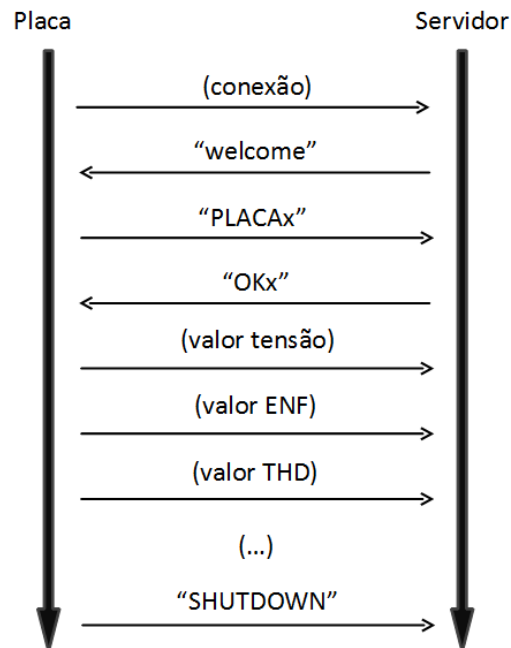 Placa
Servidor
(conexão)
“welcome”
“PLACAx”
“OKx”
(valor tensão)
(valor ENF)
(valor THD)
(...)
“SHUTDOWN”